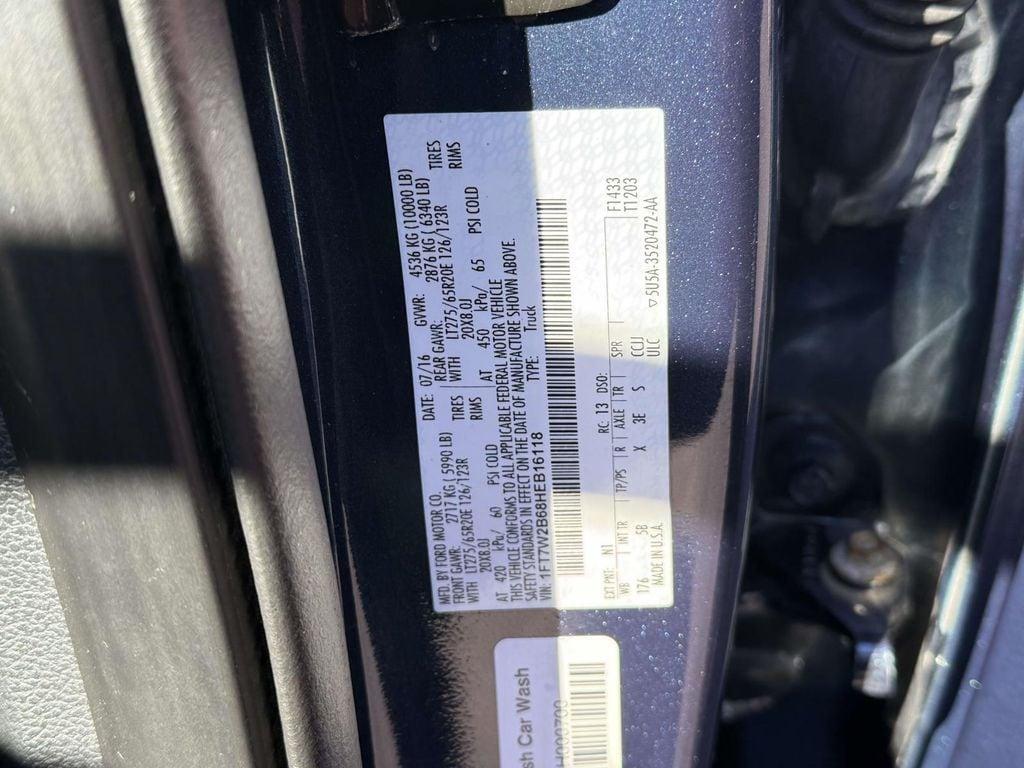 MFD. BY FORD MOTOR CO.
DATE: 07/16 GVWR: 4536 KG (10000 LB)
FRONT GAWR: 2717 KG ( 5990 LB) REAR GAWR: 2876 KG ( 6340 LB)
WITH LT275/65R20E 126/123R TIRES WITH LT275/65R20E 126/123R TIRES
20X8.0J RIMS 20X8.0J RIMS
AT 420 kPa/ 60 PSI COLD AT 450 kPa/ 65 PSI COLD
THIS VEHICLE CONFORMS TO ALL APPLICABLE FEDERAL MOTOR VEHICLE
SAFETY STANDARDS IN EFFECT ON THE DATE OF MANUFACTURE SHOWN ABOVE.
VIN: 1FT7W2B68HEB16118 TYPE: Truck
EXT PNT: N1 RC: 13 DSO: F1433
WB INT TR TP/PS R AXLE TR SPR T1203
176 5B X 3E S CCJJ
MADE IN U.S.A. ULC 5U5A-3520472-AA
sh Car Wash
H000700